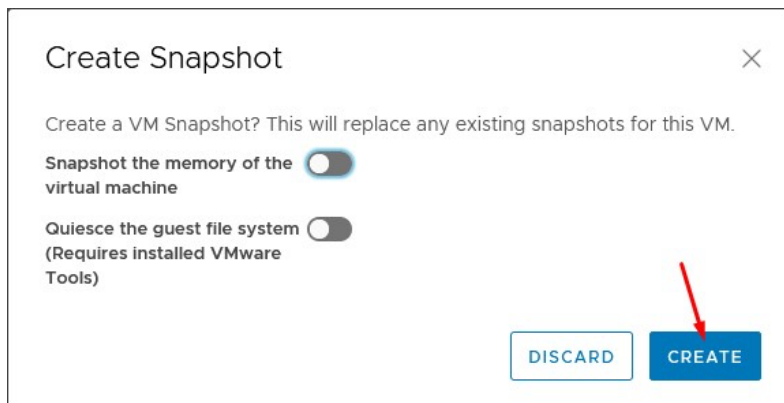 Create Snapshot
Create a VM Snapshot? This will replace any existing snapshots for this VM.
Snapshot the memory of the
virtual machine
Quiesce the guest file system
(Requires installed VMware
Tools)
DISCARD
CREATE